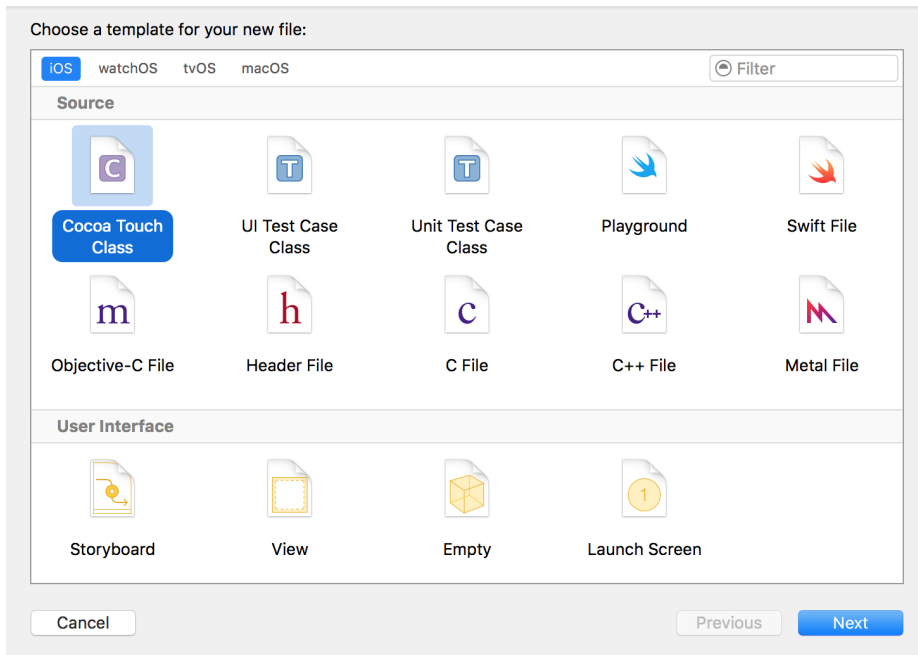 Choose a template for your new file:
iOS watchOS tvOS macOS Filter
Source
C T T
Cocoa Touch Class
UI Test Case Class
Unit Test Case Class
Playground
Swift File
m h c C++
Objective-C File
Header File
C File
C++ File
Metal File
User Interface
1
Storyboard
View
Empty
Launch Screen
Cancel Previous Next